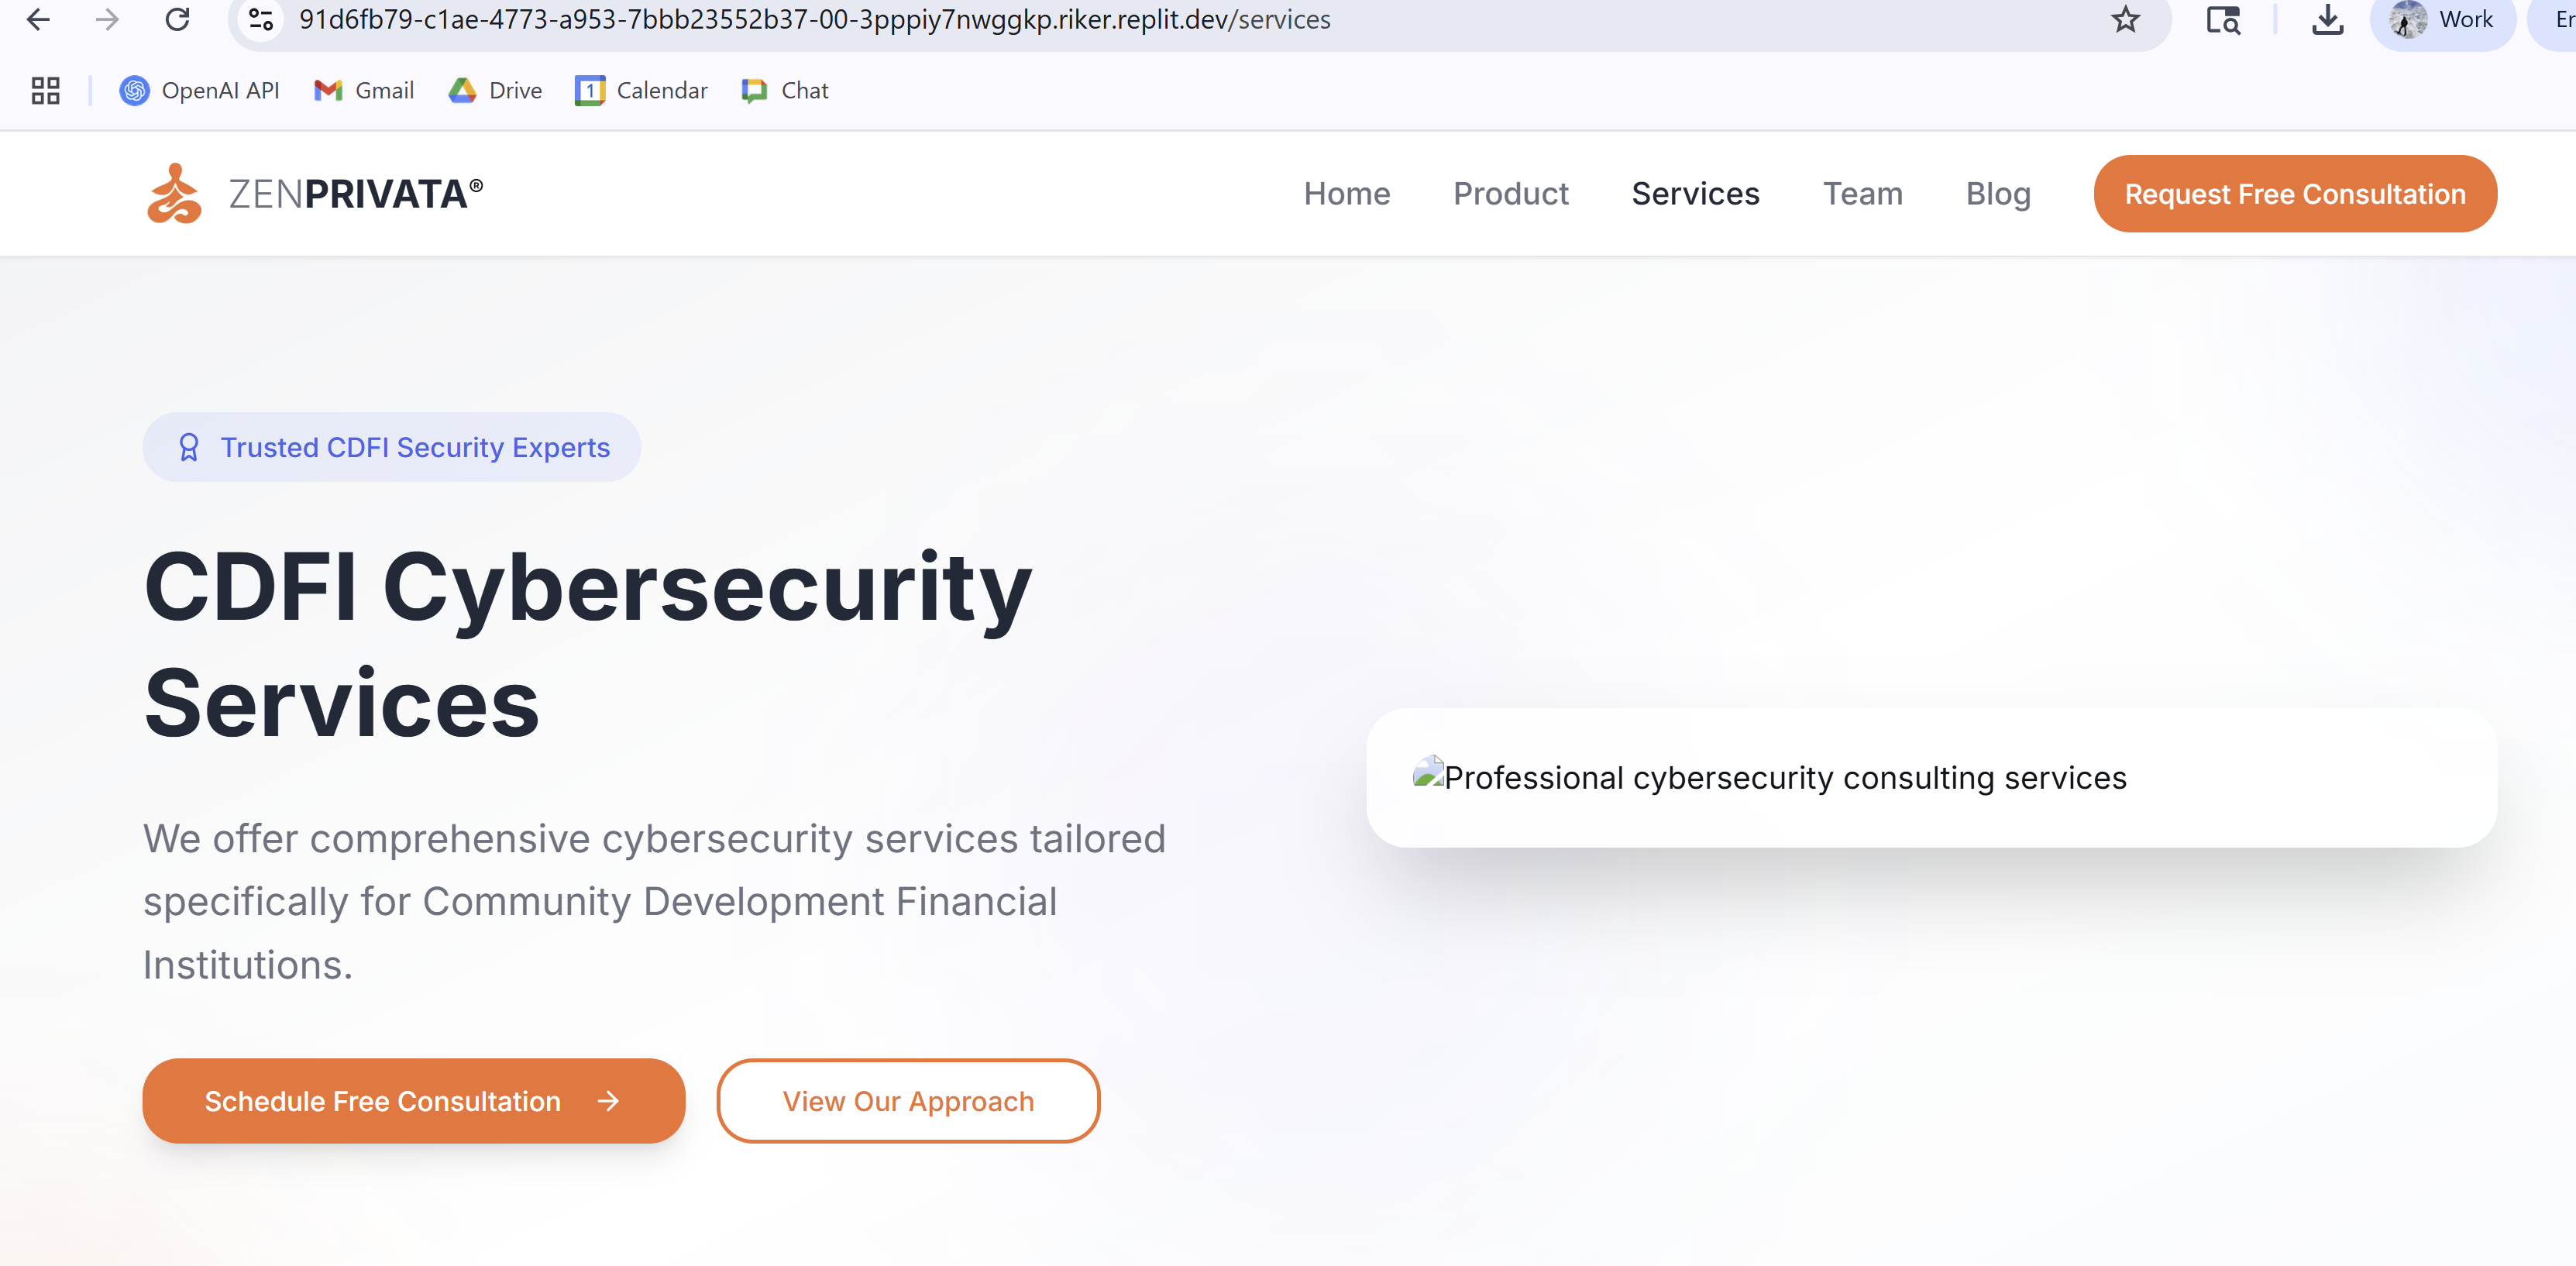 91d6fb79-c1ae-4773-a953-7bbb23552b37-00-3pppiy7nwggkp.riker.replit.dev/services
Work
OpenAI API
Gmail
Drive
1
Calendar
Chat
ZENPRIVATA®
Home
Product
Services
Team
Blog
Request Free Consultation
Trusted CDFI Security Experts
CDFI Cybersecurity
Services
We offer comprehensive cybersecurity services tailored
specifically for Community Development Financial
Institutions.
Professional cybersecurity consulting services
Schedule Free Consultation
View Our Approach